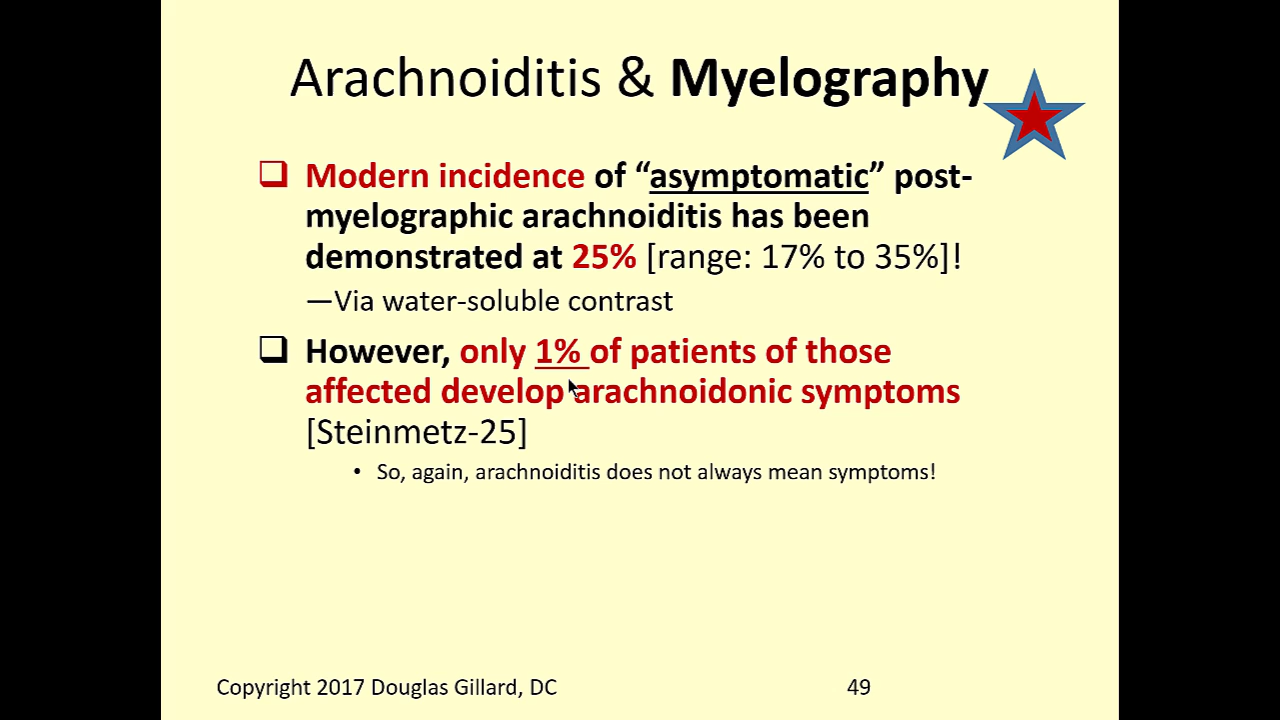 Arachnoiditis & Myelography
❑ Modern incidence of “asymptomatic” post-
myelographic arachnoiditis has been
demonstrated at 25% [range: 17% to 35%]!
—Via water-soluble contrast
❑ However, only 1% of patients of those
affected develop arachnoidonic symptoms
[Steinmetz-25]
• So, again, arachnoiditis does not always mean symptoms!
Copyright 2017 Douglas Gillard, DC
49